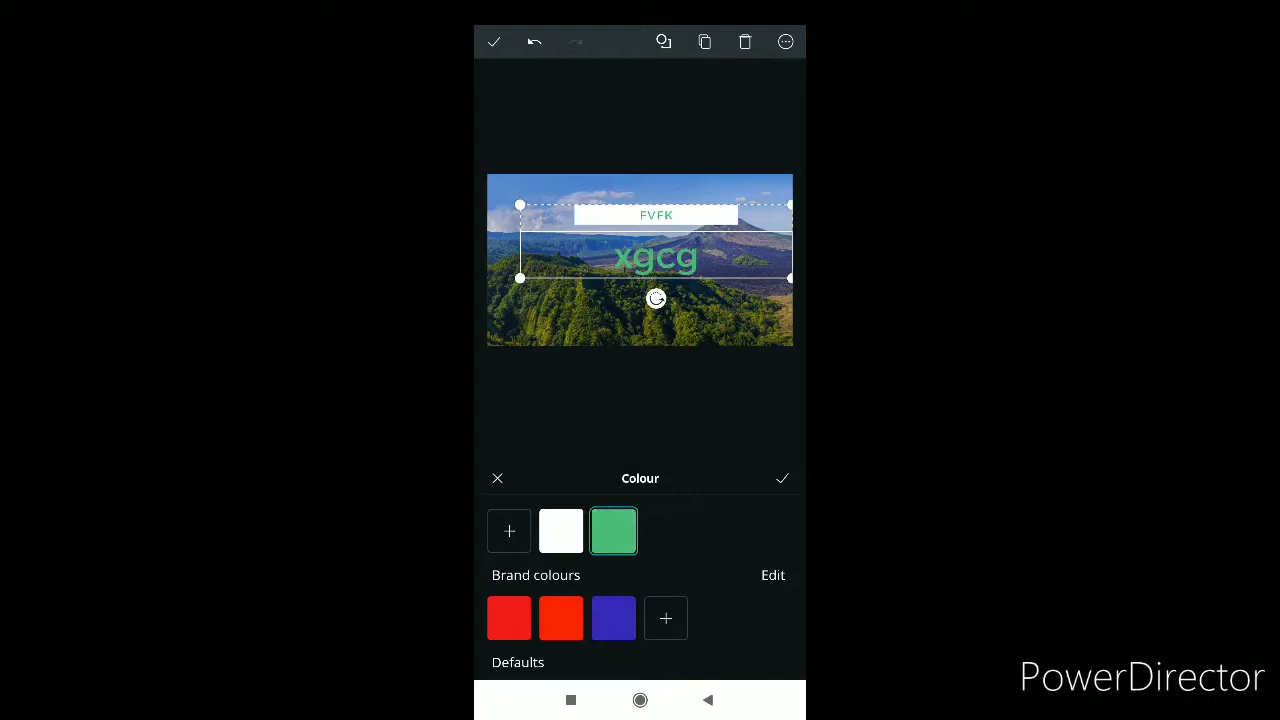 FVFK
xgcg
Colour
Brand colours
Edit
Defaults
PowerDirector